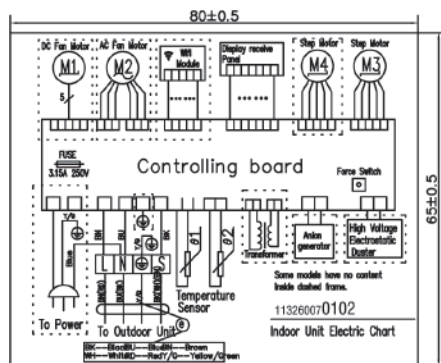 80±0.5
DC Fan Motor AC Fan Motor Wifi Module Display receive Panel Step Motor Step Motor
M1 M2 M4 M3
5
FUSE
3.15A 250V
Controlling board
Force Switch
65±0.5
Y/G
Blue
BN BU Y/G BK
L N S
θ1 θ2
Transformer
Anion generator
High Voltage Electrostatic Duster
Temperature Sensor
Some models have no content inside dashed frame.
To Power
To Outdoor Unit
113260070102
Indoor Unit Electric Chart
BK—Black BU—Blue BN—Brown
WH—White RD—Red Y/G—Yellow/Green